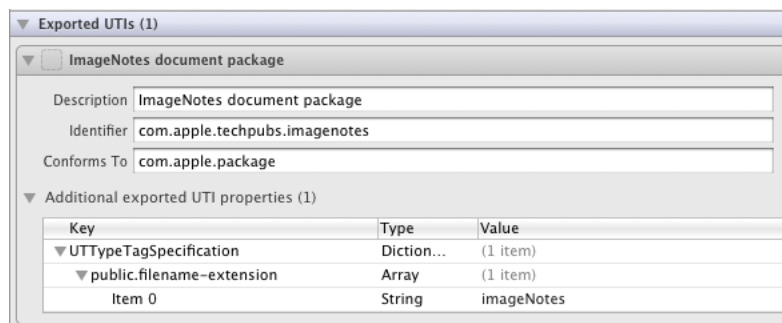 Exported UTIs (1)
ImageNotes document package
Description ImageNotes document package
Identifier com.apple.techpubs.imagenotes
Conforms To com.apple.package
Additional exported UTI properties (1)
Key Type Value
UTTypeTagSpecification Diction... (1 item)
public.filename-extension Array (1 item)
Item 0 String imageNotes